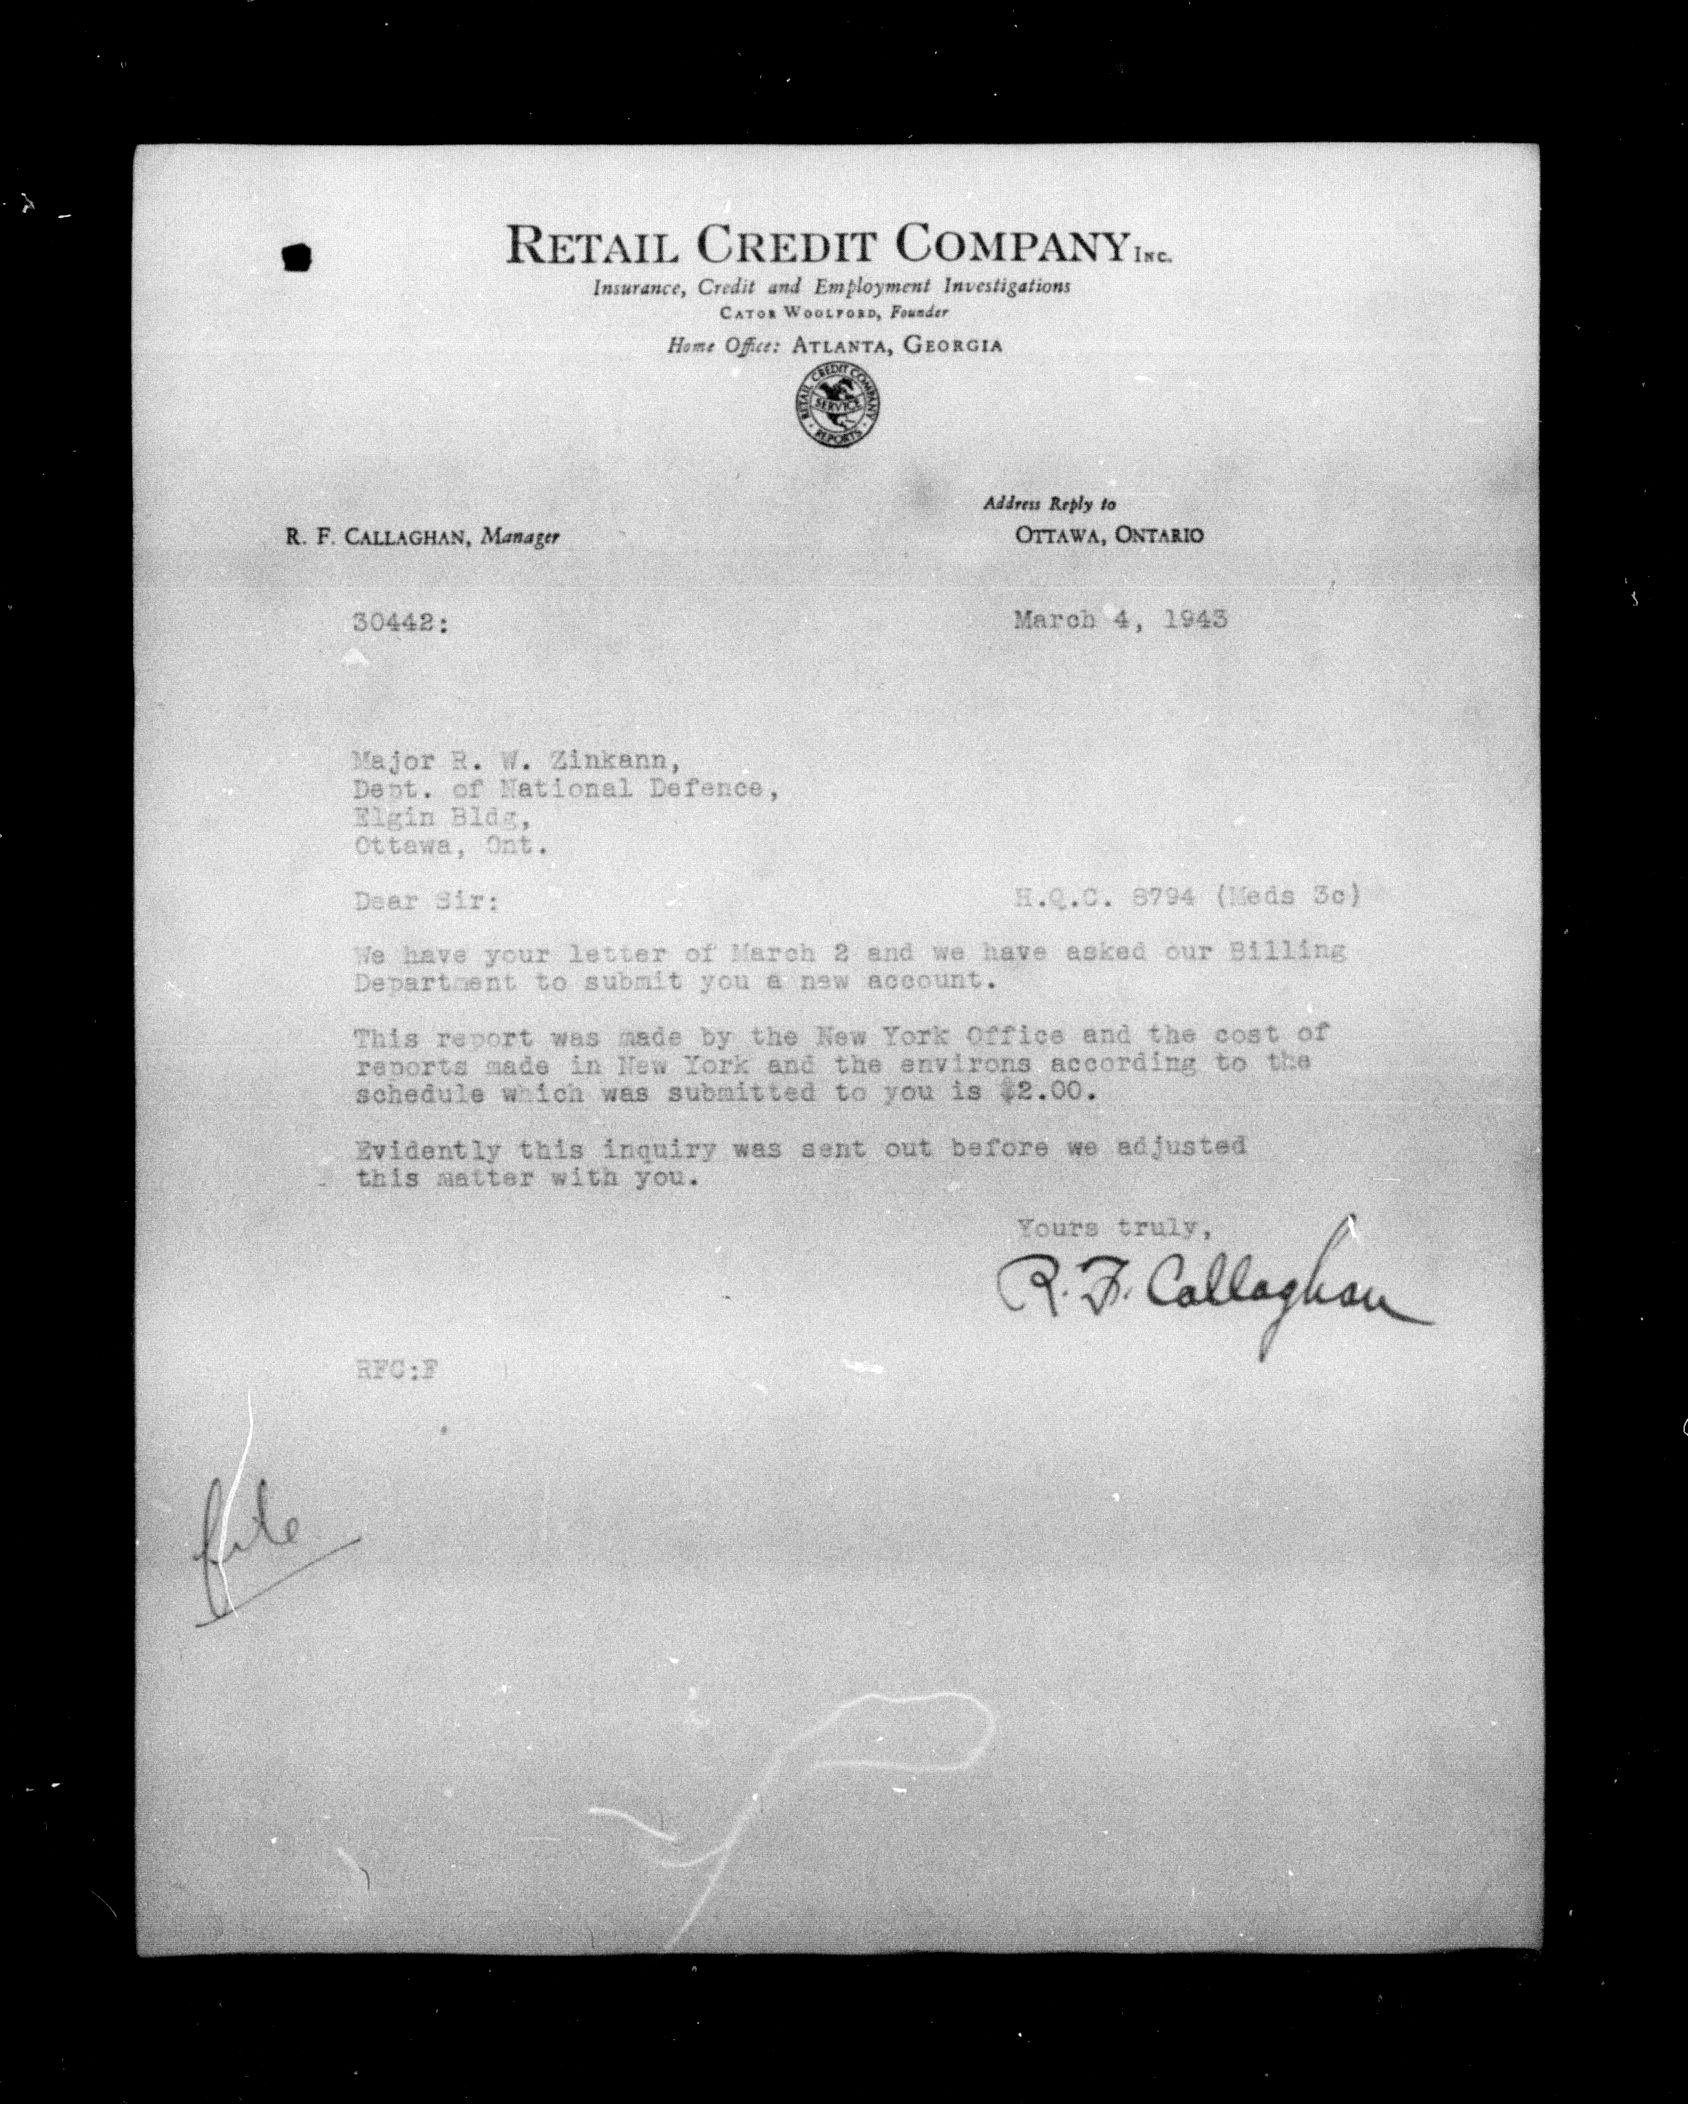 RETAIL CREDIT COMPANY INC.
Insurance, Credit and Employment Investigations
CATOR WOOLFORD, Founder
Home Office: ATLANTA, GEORGIA
RETAIL CREDIT COMPANY
SERVICE
REPORTS
Address Reply to
R. F. CALLAGHAN, Manager
OTTAWA, ONTARIO
30442:
March 4, 1943
Major R. W. Zinkann,
Dept. of National Defence,
Elgin Bldg,
Ottawa, Ont.
Dear Sir:
H.Q.C. 8794 (Meds 3c)
We have your letter of March 2 and we have asked our Billing
Department to submit you a new account.
This report was made by the New York Office and the cost of
reports made in New York and the environs according to the
schedule which was submitted to you is $2.00.
Evidently this inquiry was sent out before we adjusted
this matter with you.
Yours truly,
R. F. Callaghan
RFC:F
file